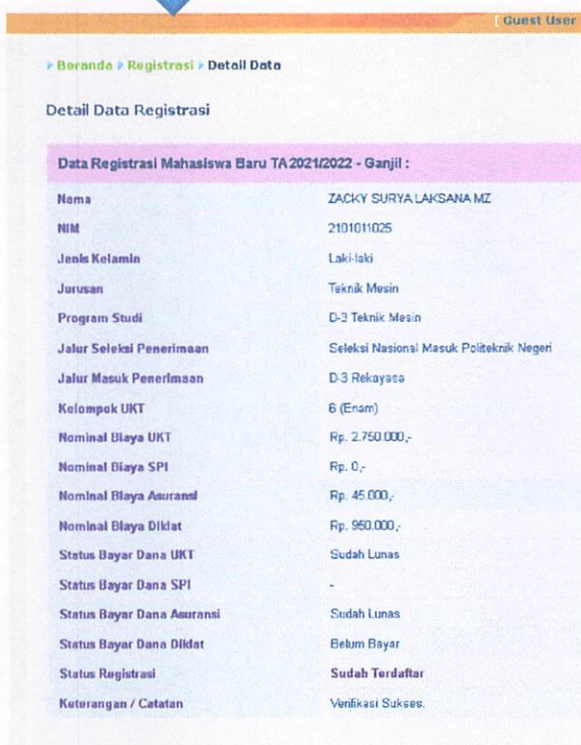 [ Guest User
Beranda Registrasi Detail Data
Detail Data Registrasi
Data Registrasi Mahasiswa Baru TA 2021/2022 - Ganjil :
Nama ZACKY SURYA LAKSANA MZ
NIM 2101011025
Jenis Kelamin Laki-laki
Jurusan Teknik Mesin
Program Studi D-3 Teknik Mesin
Jalur Seleksi Penerimaan Seleksi Nasional Masuk Politeknik Negeri
Jalur Masuk Penerimaan D-3 Rekayasa
Kelompok UKT 6 (Enam)
Nominal Biaya UKT Rp. 2.750.000,-
Nominal Biaya SPI Rp. 0,-
Nominal Biaya Asuransi Rp. 45.000,-
Nominal Biaya Diklat Rp. 950.000,-
Status Bayar Dana UKT Sudah Lunas
Status Bayar Dana SPI -
Status Bayar Dana Asuransi Sudah Lunas
Status Bayar Dana Diklat Belum Bayar
Status Registrasi Sudah Terdaftar
Keterangan / Catatan Verifikasi Sukses.